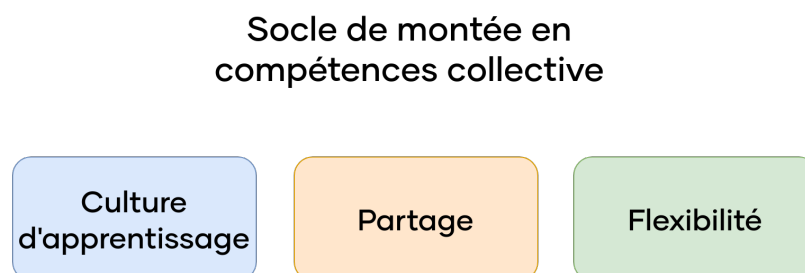 Socle de montée en
compétences collective
Culture
d'apprentissage
Partage
Flexibilité